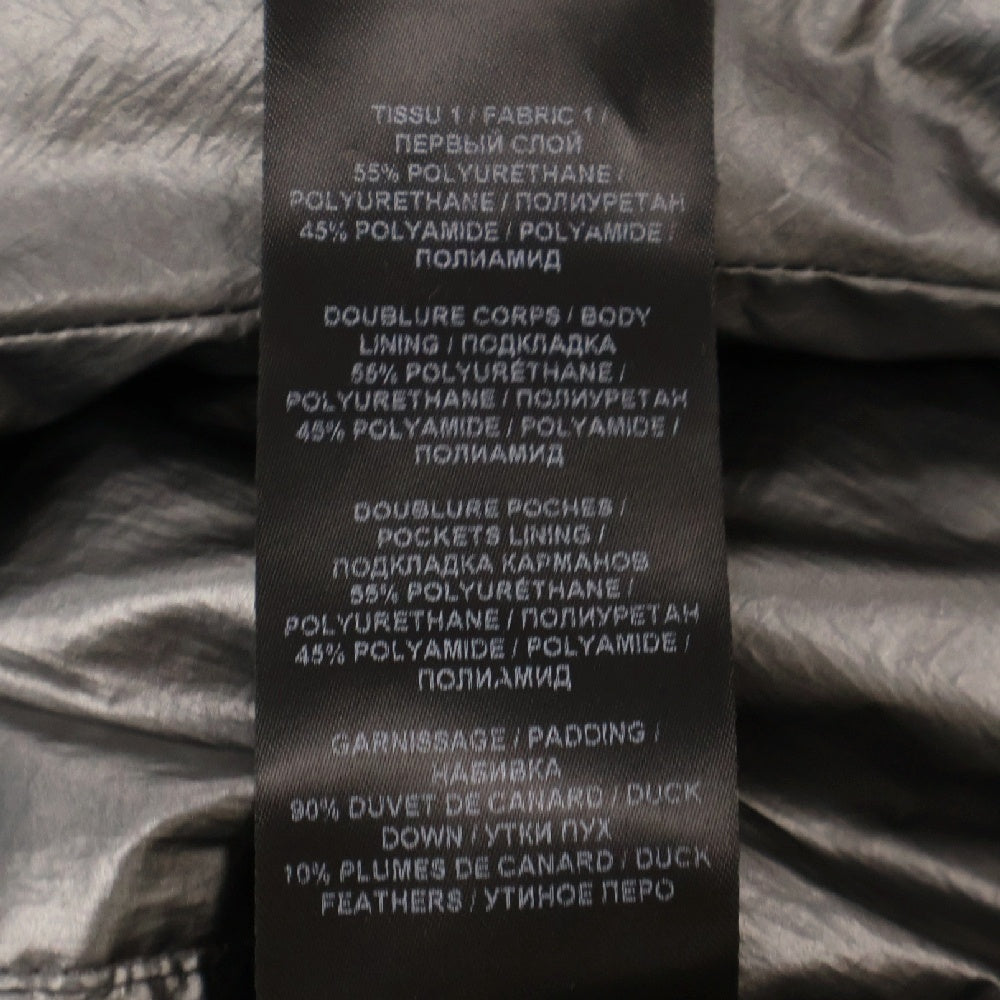 TISSU 1 / FABRIC 1 /
ПЕРВЫЙ СЛОЙ
55% POLYURETHANE /
POLYURETHANE / ПОЛИУРЕТАН
45% POLYAMIDE / POLYAMIDE /
ПОЛИАМИД
DOUBLURE CORPS / BODY
LINING / ПОДКЛАДКА
55% POLYURÉTHANE /
POLYURETHANE / ПОЛИУРЕТАН
45% POLYAMIDE / POLYAMIDE /
ПОЛИАМИД
DOUBLURE POCHES /
POCKETS LINING /
ПОДКЛАДКА КАРМАНОВ
55% POLYURÉTHANE /
POLYURETHANE / ПОЛИУРЕТАН
45% POLYAMIDE / POLYAMIDE /
ПОЛИАМИД
GARNISSAGE / PADDING /
НАБИВКА
90% DUVET DE CANARD / DUCK
DOWN / УТКИ ПУХ
10% PLUMES DE CANARD / DUCK
FEATHERS / УТИНОЕ ПЕРО